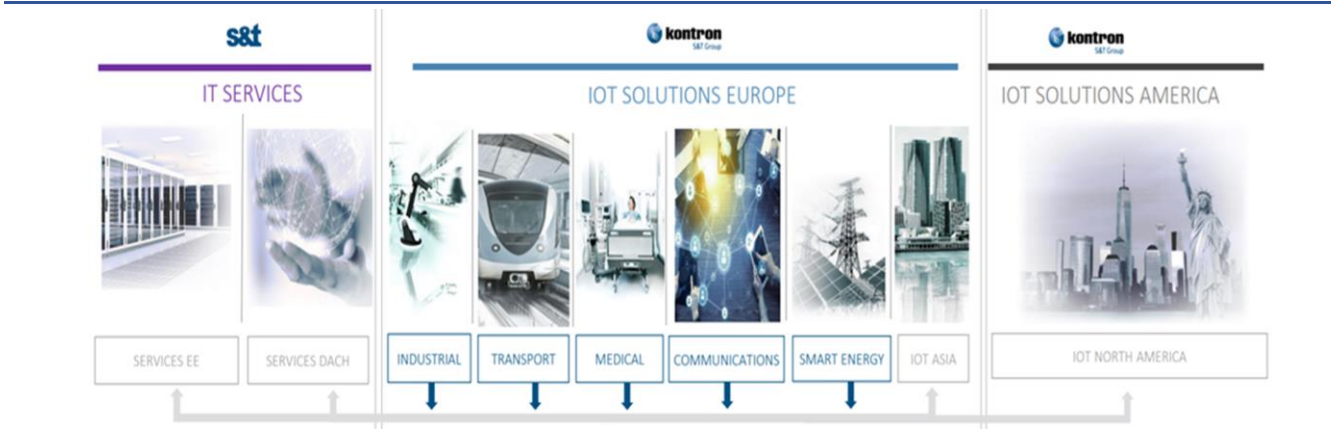 s&t
kontron
S&T Group
kontron
S&T Group
IT SERVICES
IOT SOLUTIONS EUROPE
IOT SOLUTIONS AMERICA
SERVICES EE
SERVICES DACH
INDUSTRIAL
TRANSPORT
MEDICAL
COMMUNICATIONS
SMART ENERGY
IOT ASIA
IOT NORTH AMERICA